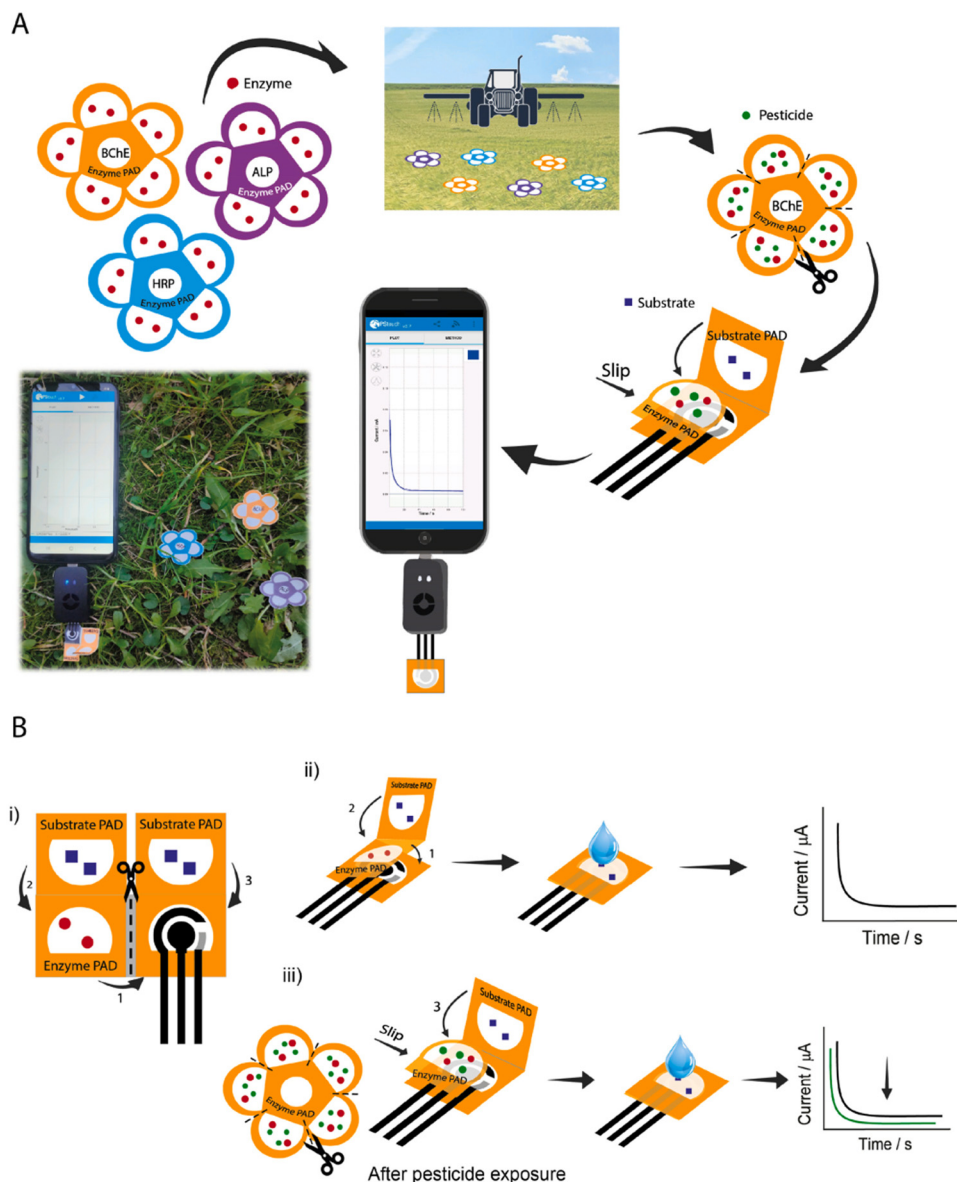 A
Enzyme
BChE
Enzyme PAD
ALP
Enzyme PAD
HRP
Enzyme PAD
Pesticide
BChE
Enzyme PAD
Substrate
Substrate PAD
Slip
Enzyme PAD
PStouch
PLOT
METHOD
Time / s
B
i)
Substrate PAD
Substrate PAD
2
3
Enzyme PAD
1
ii)
Substrate PAD
2
1
Enzyme PAD
Current / µA
Time / s
iii)
Enzyme PAD
Slip
3
Substrate PAD
Enzyme PAD
After pesticide exposure
Current / µA
Time / s